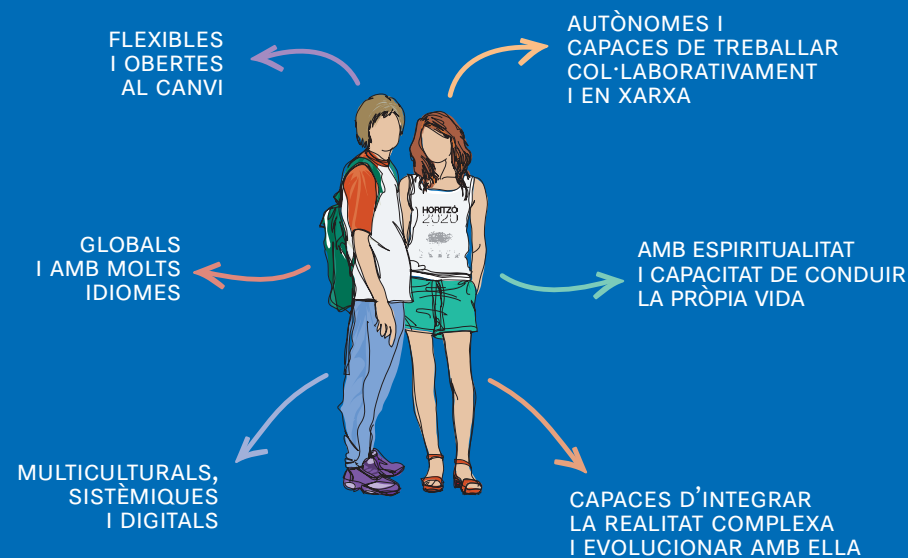 FLEXIBLES
I OBERTES
AL CANVI
AUTÒNOMES I
CAPACES DE TREBALLAR
COL·LABORATIVAMENT
I EN XARXA
HORITZÓ
2020
GLOBALS
I AMB MOLTS
IDIOMES
AMB ESPIRITUALITAT
I CAPACITAT DE CONDUIR
LA PRÒPIA VIDA
MULTICULTURALS,
SISTÈMIQUES
I DIGITALS
CAPACES D'INTEGRAR
LA REALITAT COMPLEXA
I EVOLUCIONAR AMB ELLA